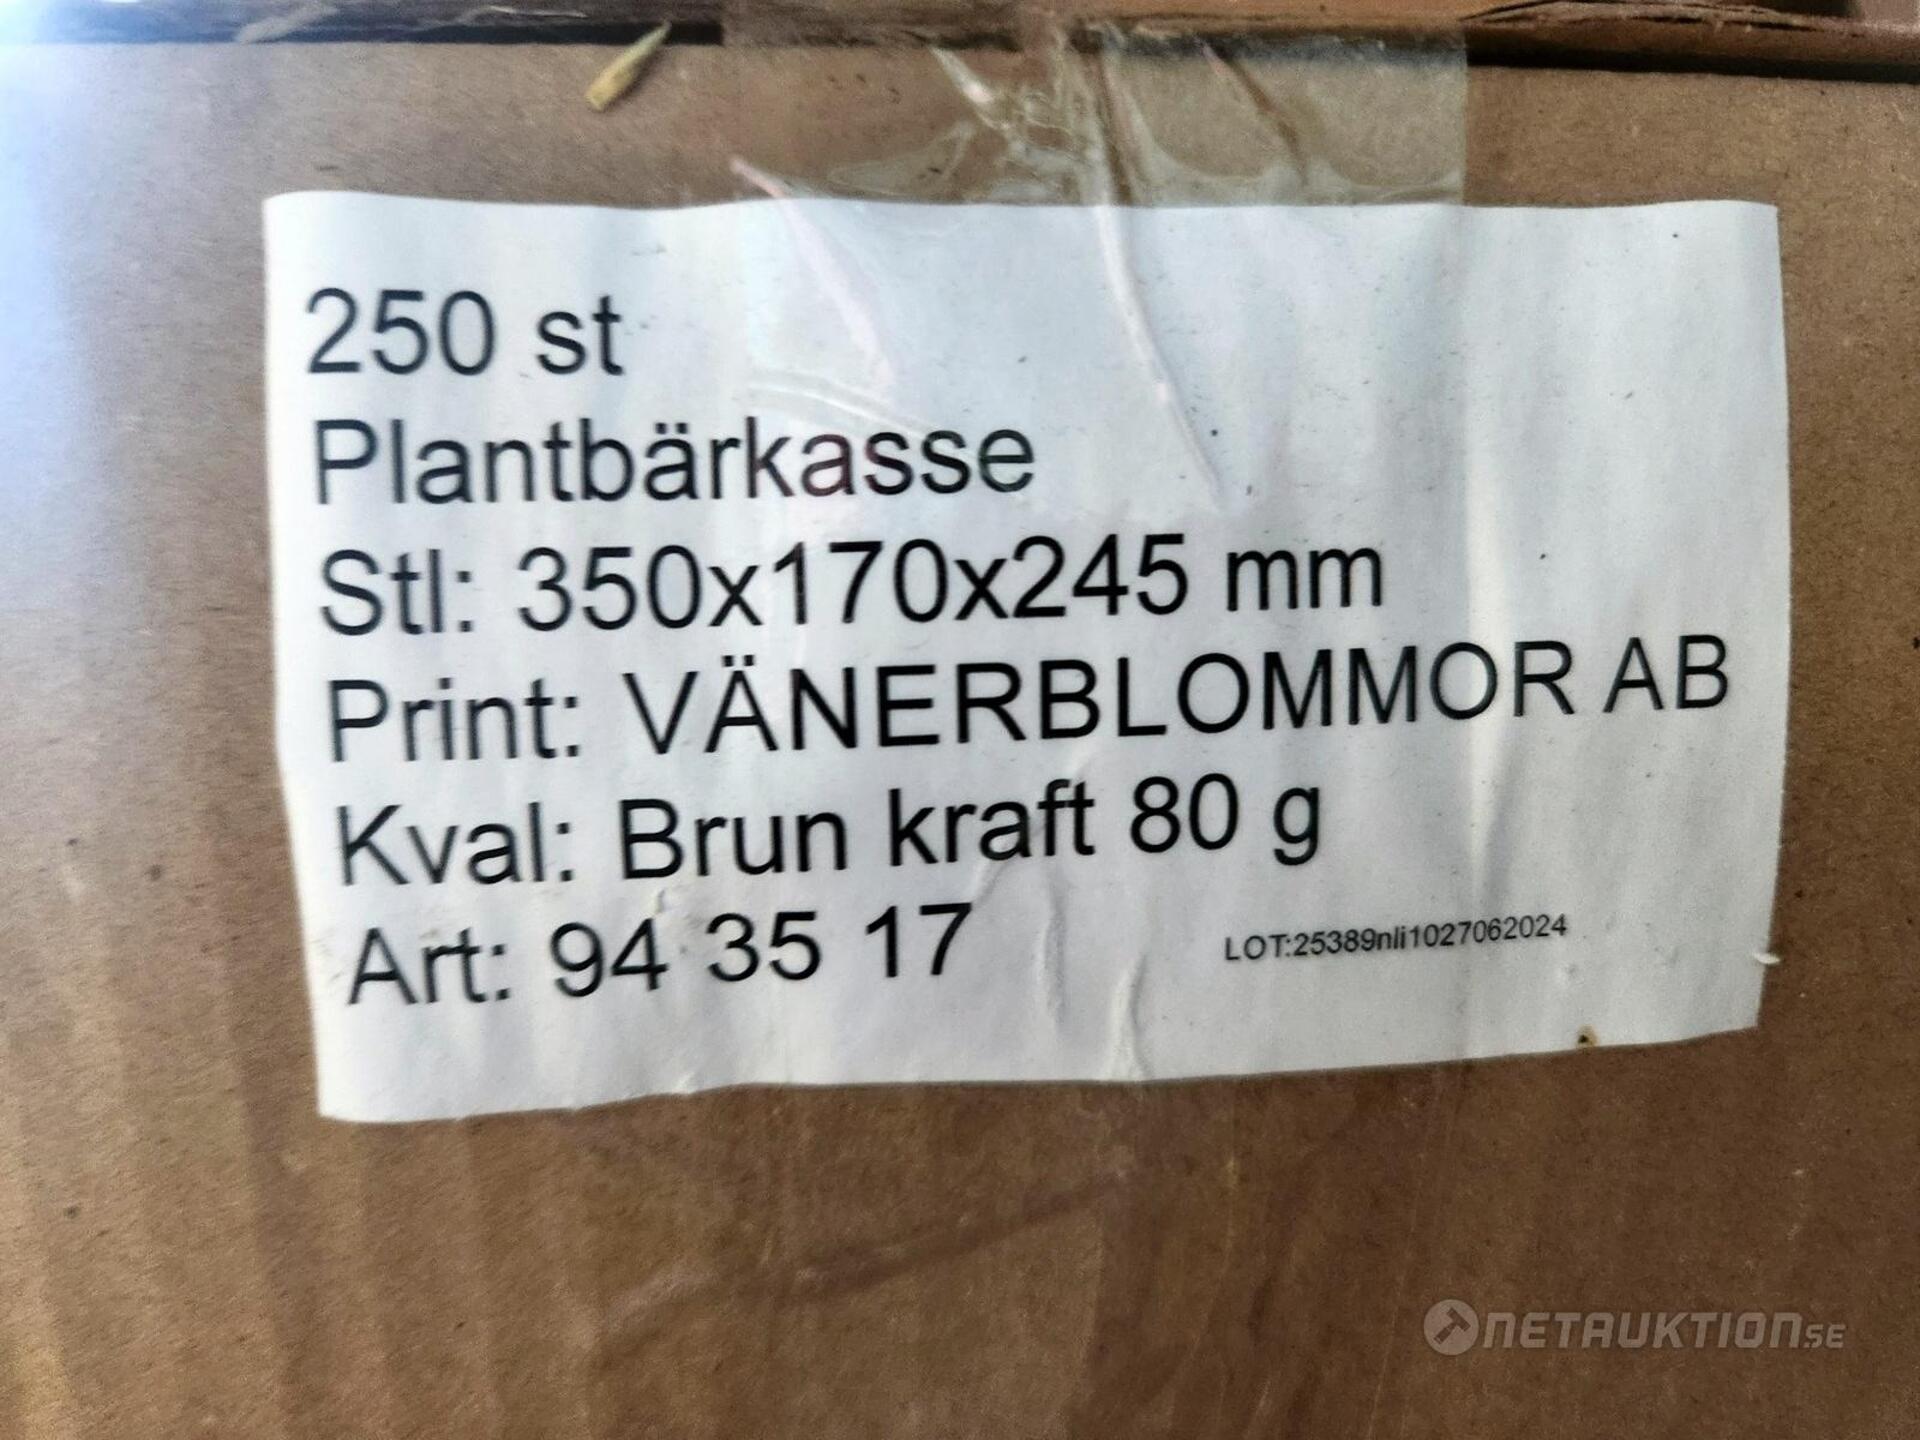 250 st
Plantbärkasse
Stl: 350x170x245 mm
Print: VÄNERBLOMMOR AB
Kval: Brun kraft 80 g
Art: 94 35 17
LOT:25389nli1027062024
NETAUKTION.SE